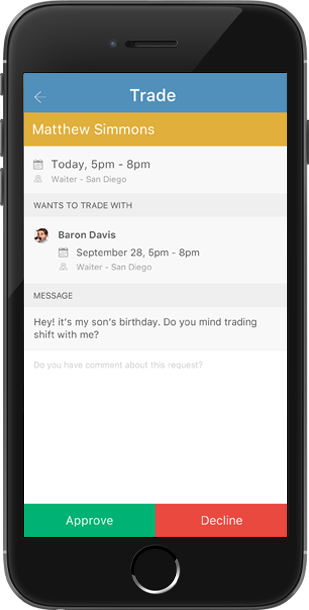 Trade
Matthew Simmons
Today, 5pm - 8pm
Waiter - San Diego
WANTS TO TRADE WITH
Baron Davis
September 28, 5pm - 8pm
Waiter - San Diego
MESSAGE
Hey! it's my son's birthday. Do you mind trading
shift with me?
Do you have comment about this request?
Approve Decline